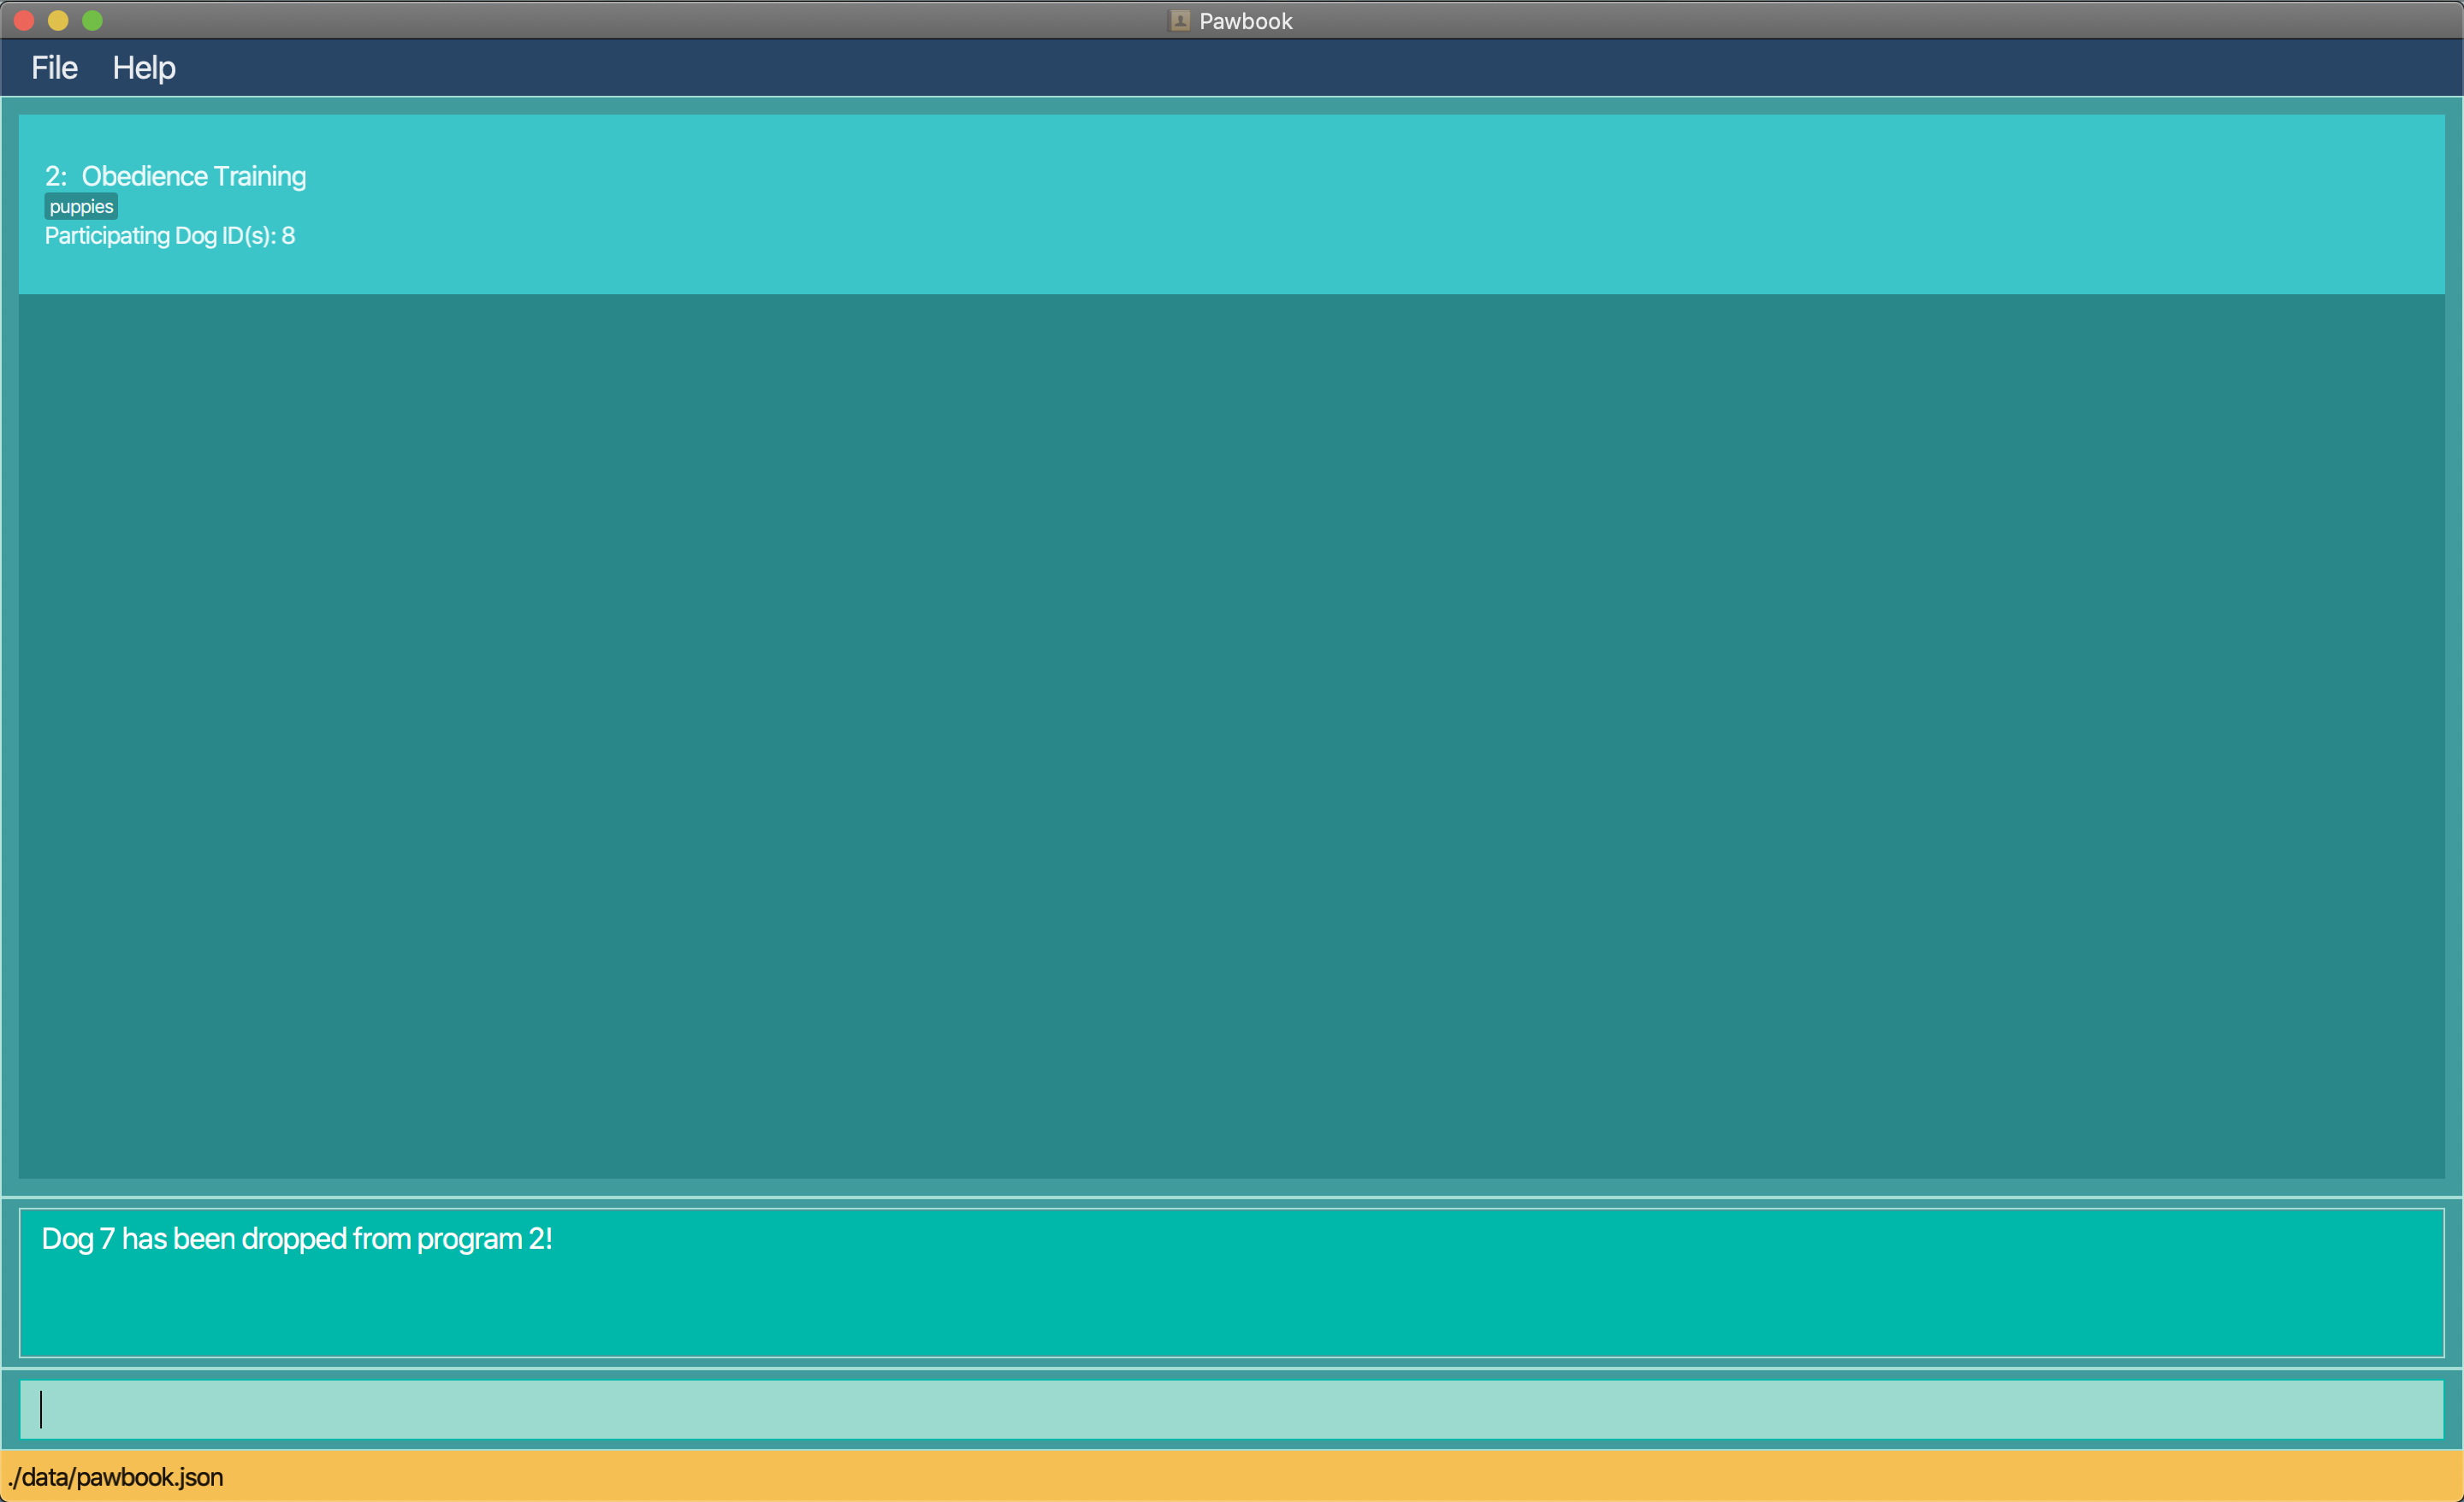 Pawbook
File Help
2: Obedience Training
puppies
Participating Dog ID(s): 8
Dog 7 has been dropped from program 2!
./data/pawbook.json